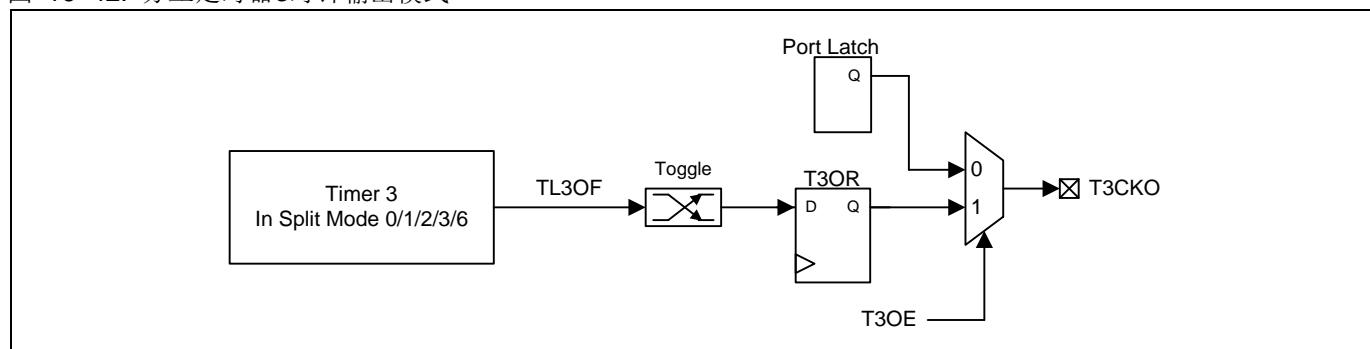 Port Latch
Q
Timer 3
In Split Mode 0/1/2/3/6
TL3OF
Toggle
T3OR
D Q
0
1
T3CKO
T3OE